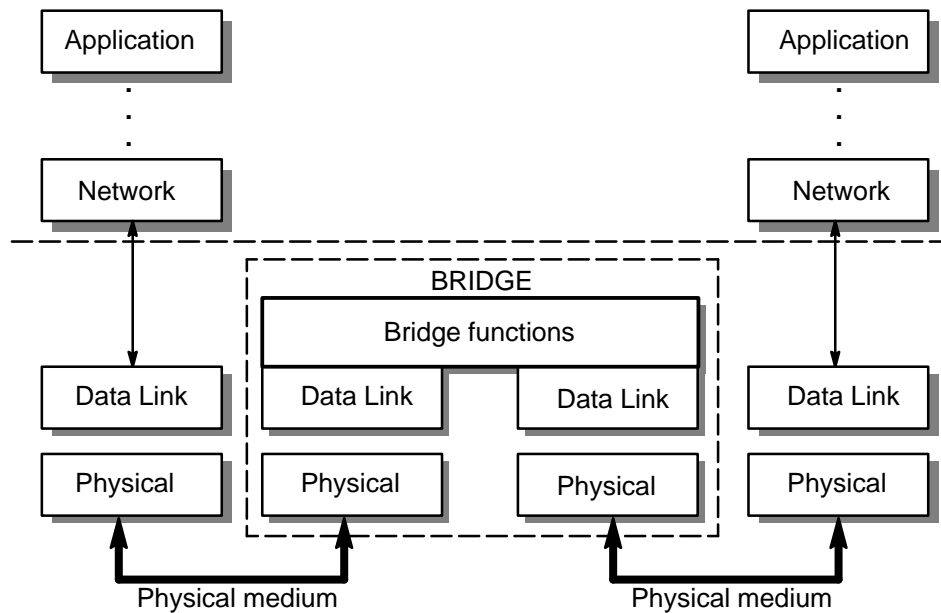 Application
Application
Network
Network
BRIDGE
Bridge functions
Data Link
Data Link
Data Link
Data Link
Physical
Physical
Physical
Physical
Physical medium
Physical medium